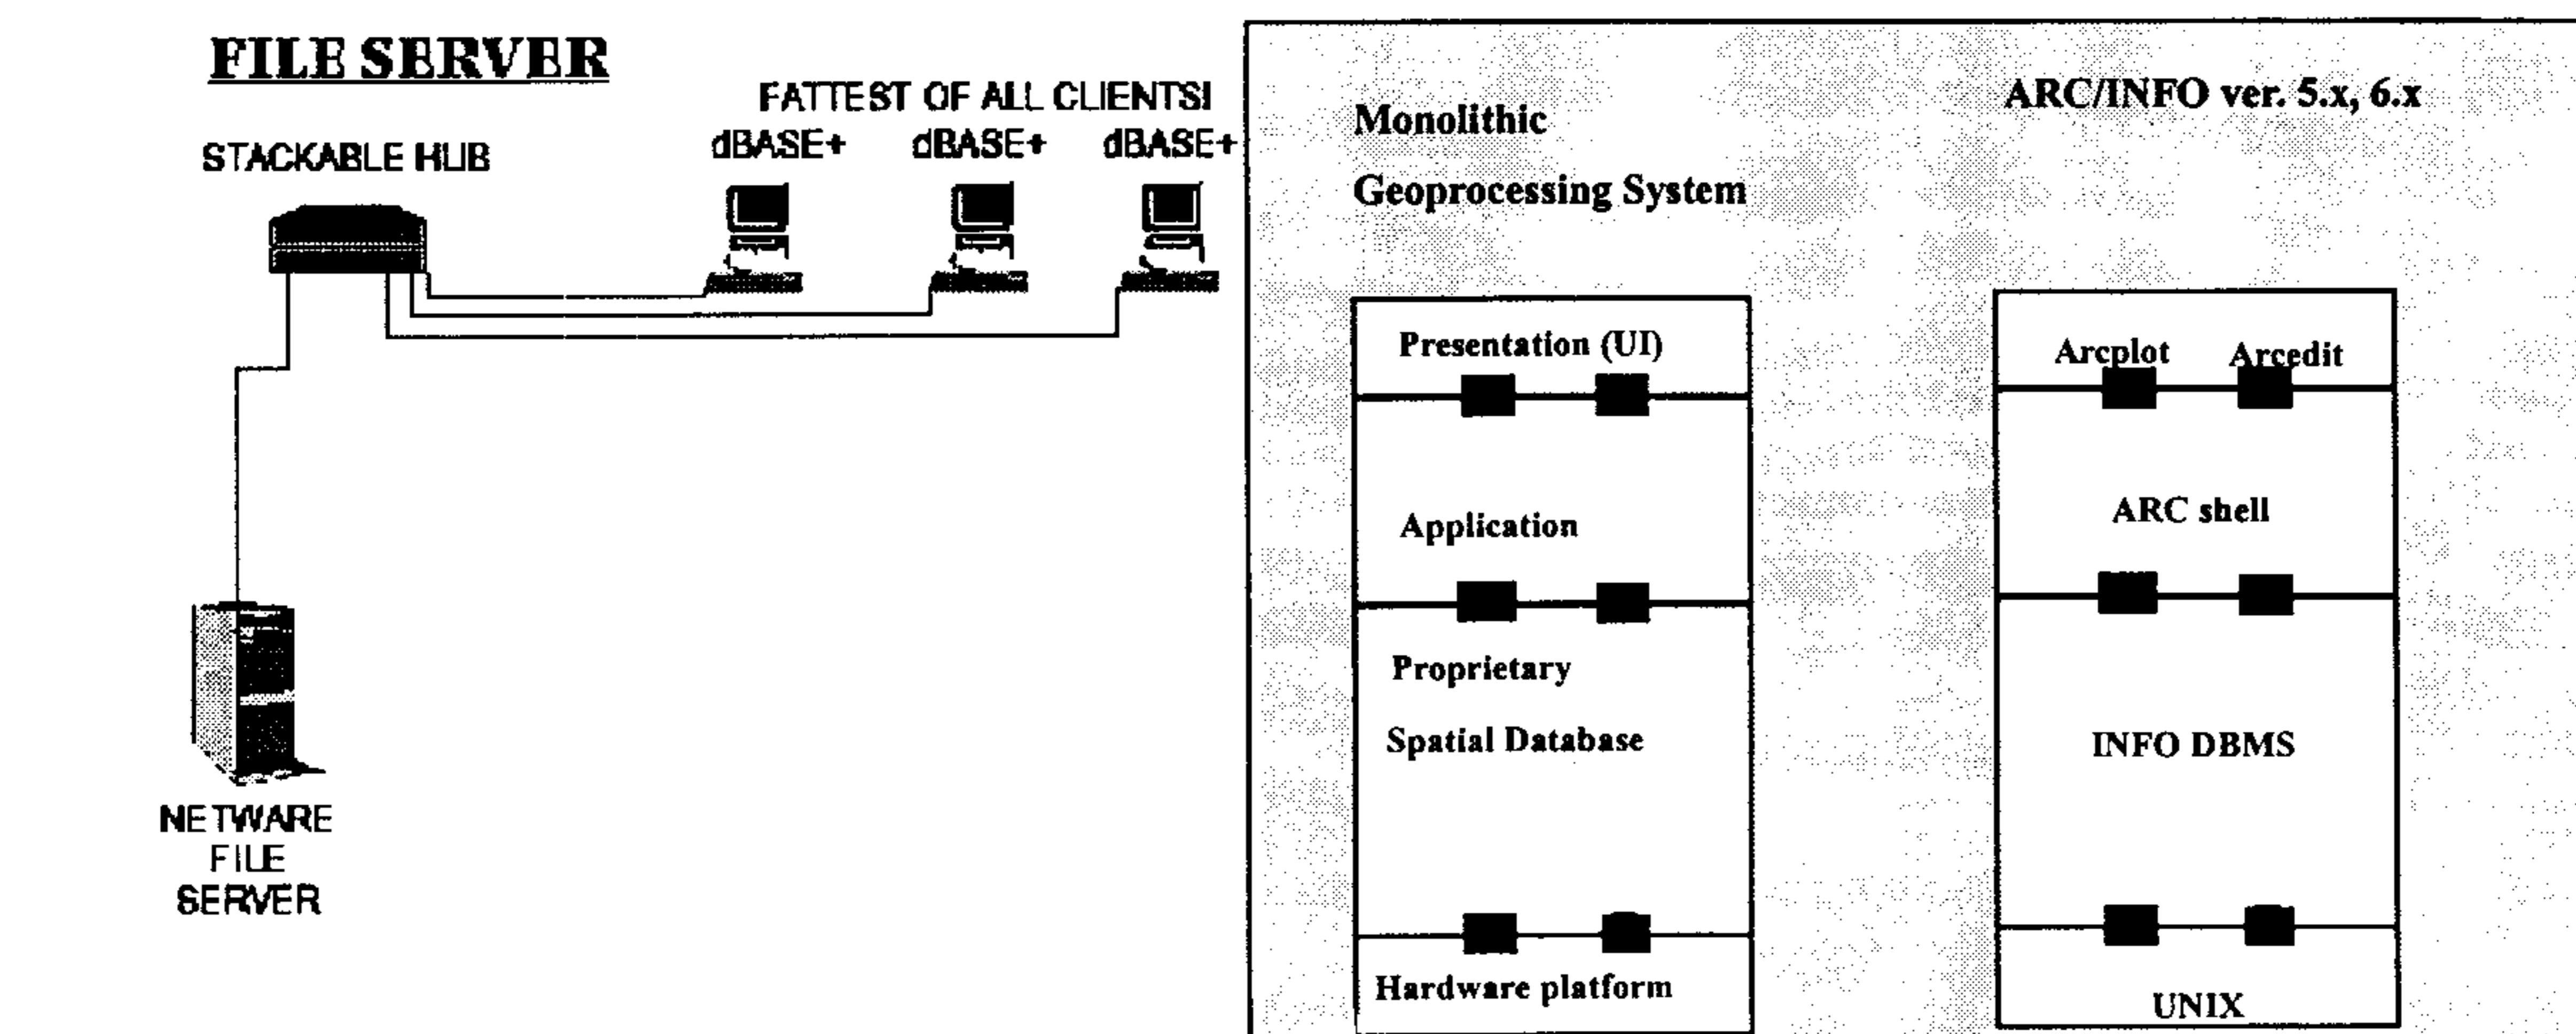 FILE SERVER
FATTEST OF ALL CLIENTS!
dBASE+ dBASE+ dBASE+
STACKABLE HUB
NETWARE
FILE
SERVER
Monolithic
Geoprocessing System
ARC/INFO ver. 5.x, 6.x
Presentation (UI)
Application
Proprietary
Spatial Database
Hardware platform
Arcplot Arcedit
ARC shell
INFO DBMS
UNIX